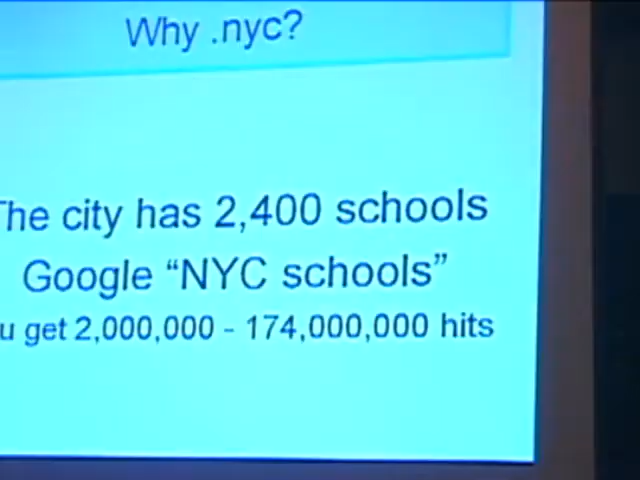 Why .nyc?
The city has 2,400 schools
Google “NYC schools”
u get 2,000,000 - 174,000,000 hits